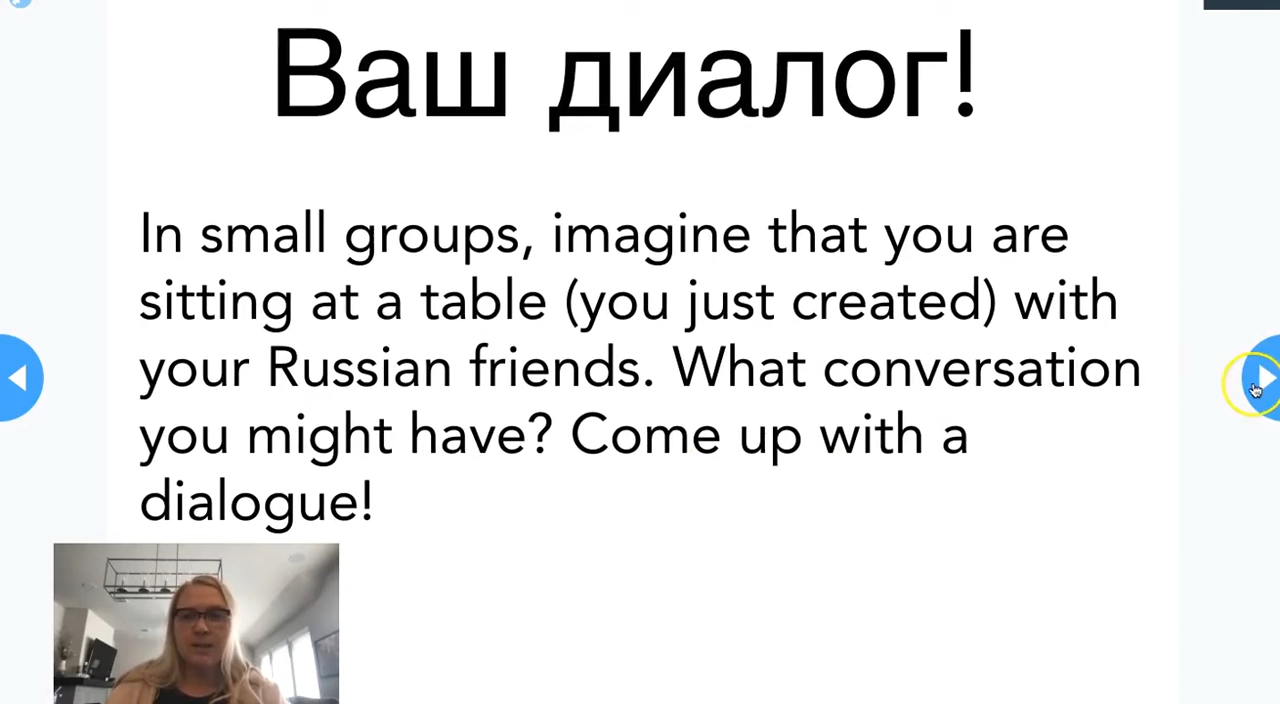 Ваш диалог!
In small groups, imagine that you are
sitting at a table (you just created) with
your Russian friends. What conversation
you might have? Come up with a
dialogue!